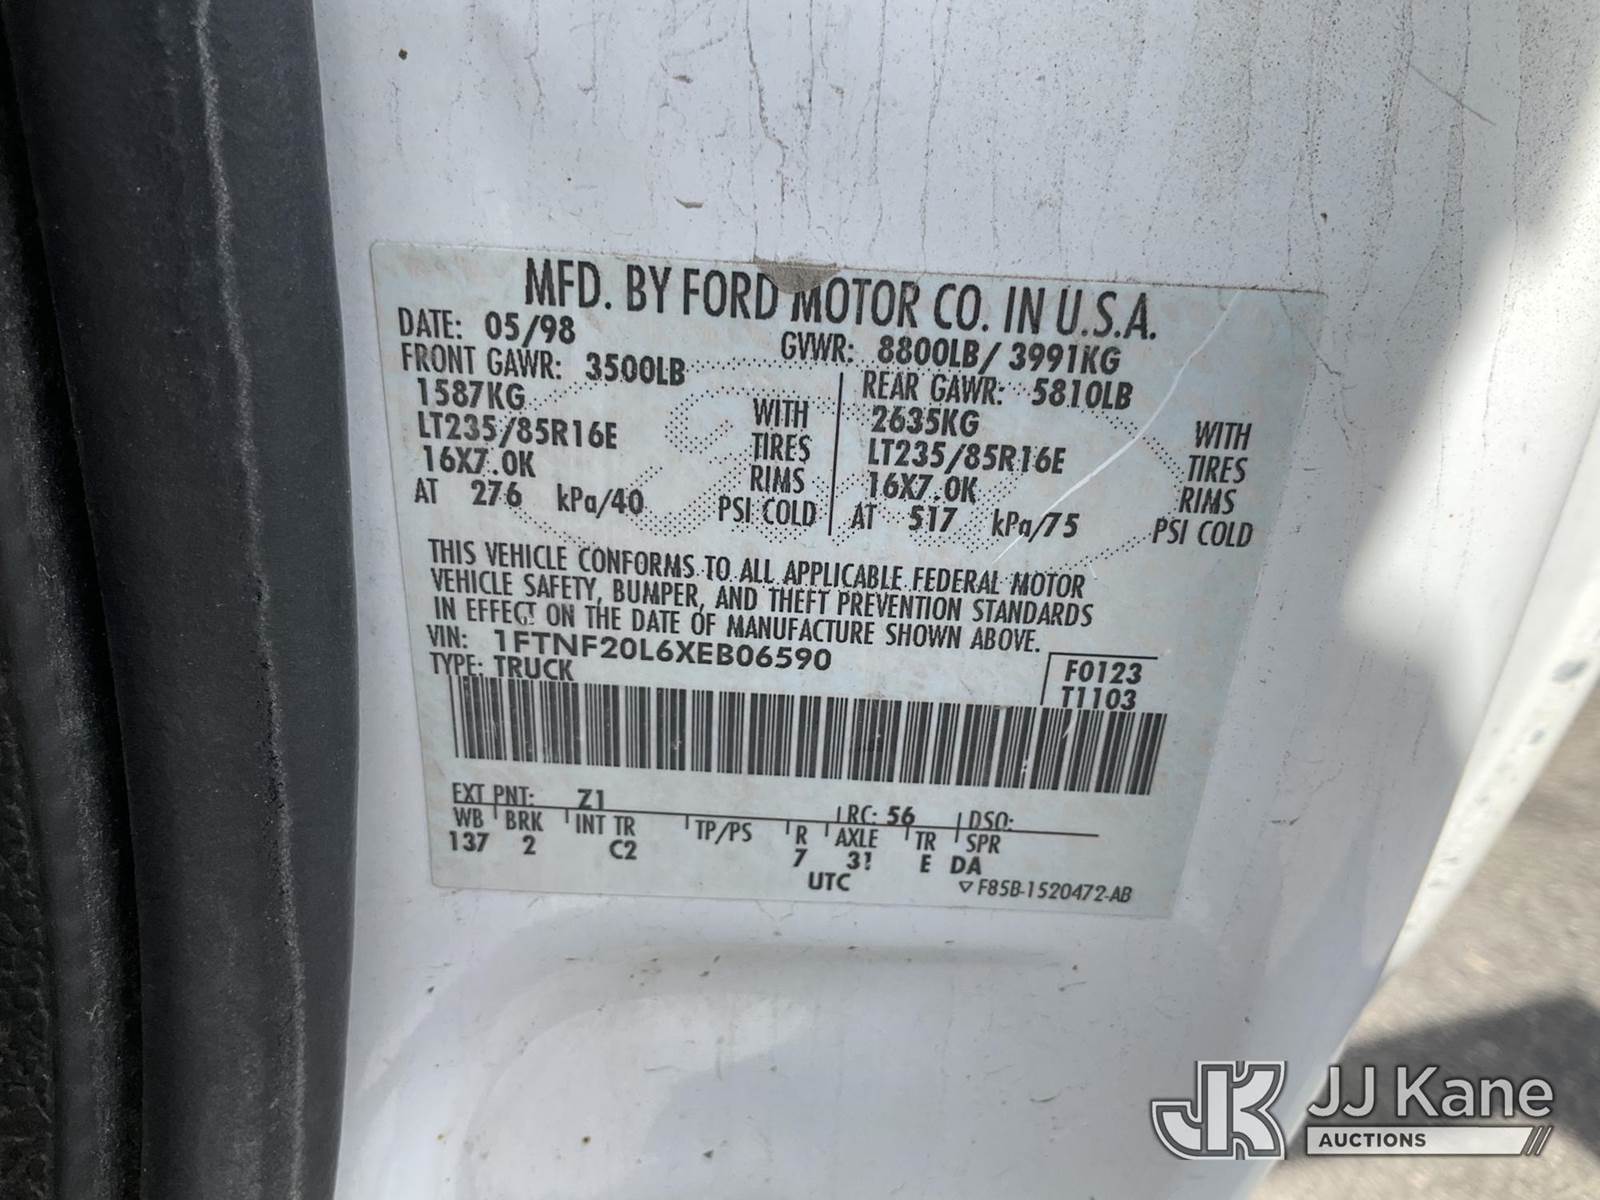 MFD. BY FORD MOTOR CO. IN U.S.A.
DATE: 05/98 GVWR: 8800LB/ 3991KG
FRONT GAWR: 3500LB REAR GAWR: 5810LB
1587KG WITH 2635KG WITH
LT235/85R16E TIRES LT235/85R16E TIRES
16X7.0K RIMS 16X7.0K RIMS
AT 276 kPa/40 PSI COLD AT 517 kPa/75 PSI COLD
THIS VEHICLE CONFORMS TO ALL APPLICABLE FEDERAL MOTOR
VEHICLE SAFETY, BUMPER, AND THEFT PREVENTION STANDARDS
IN EFFECT ON THE DATE OF MANUFACTURE SHOWN ABOVE.
VIN: 1FTNF20L6XEB06590 F0123
TYPE: TRUCK T1103
EXT PNT: Z1 RC: 56 DSO:
WB BRK INT TR TP/PS R AXLE TR SPR
137 2 C2 7 3! E DA
UTC ▽F85B-1520472-AB
JK JJ Kane
AUCTIONS